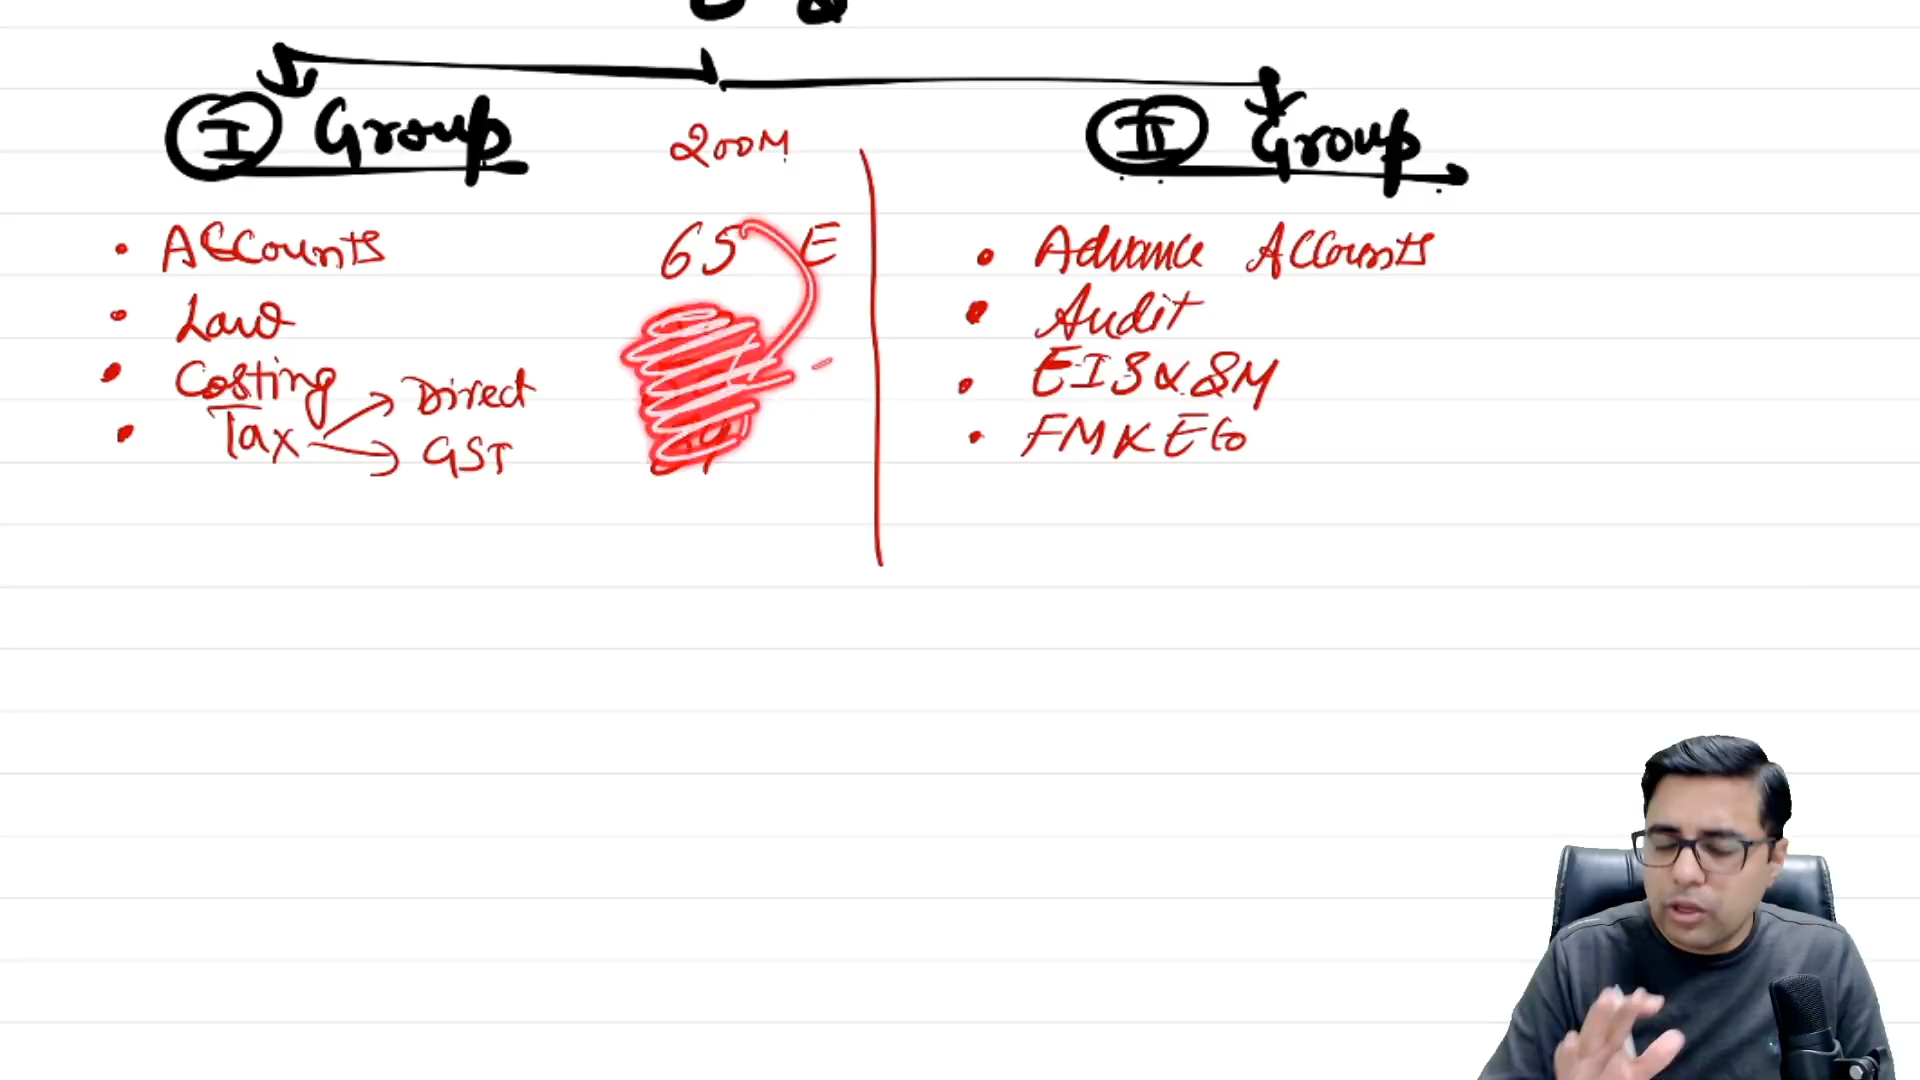 I Group
200M
II Group
Accounts
65 E
Law
Costing
Tax
Direct
GST
Advance Accounts
Audit
EIS & SM
FM & ECO